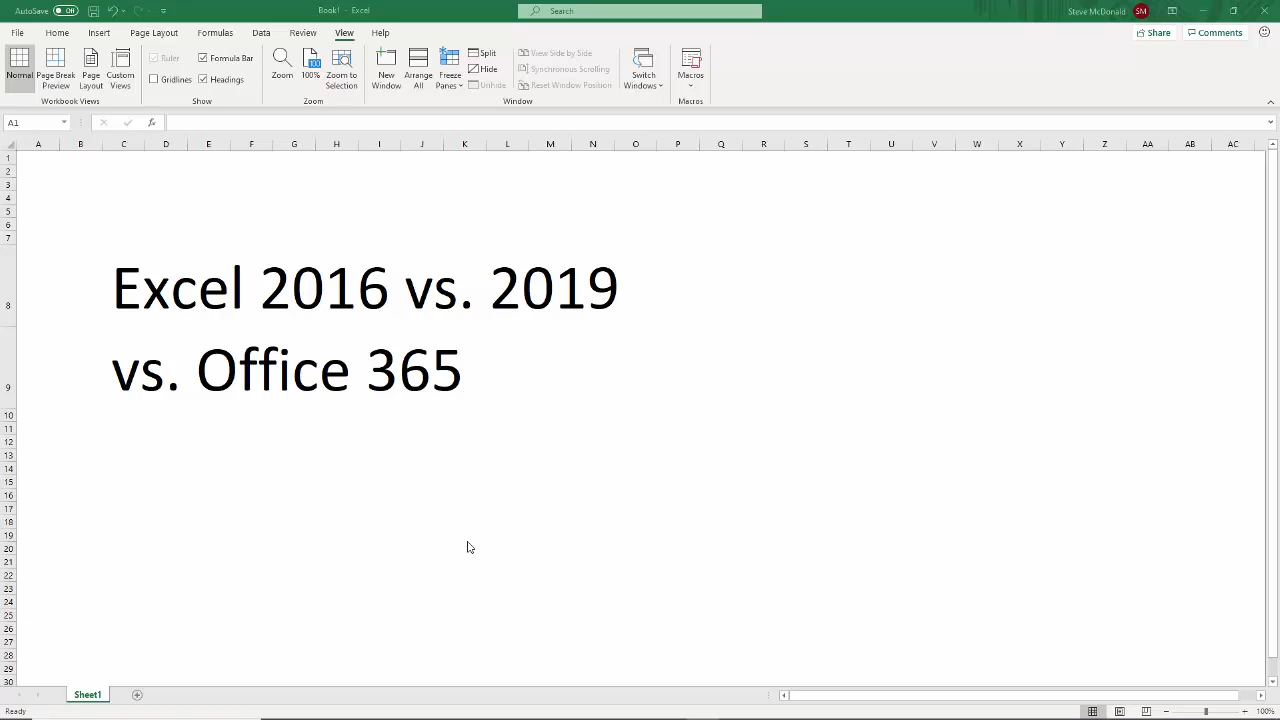 AutoSave Off Book1 - Excel Search Steve McDonald SM
File Home Insert Page Layout Formulas Data Review View Help Share Comments
Normal Page Break Preview Page Layout Custom Views
Workbook Views
Ruler Formula Bar
Gridlines Headings
Show
Zoom 100 100% Zoom to Selection
Zoom
New Window Arrange All Freeze Panes
Split View Side by Side
Hide Synchronous Scrolling
Unhide Reset Window Position
Switch Windows
Window
Macros
Macros
A1 fx
A B C D E F G H I J K L M N O P Q R S T U V W X Y Z AA AB AC
1
2
3
4
5
6
7
8 Excel 2016 vs. 2019
9 vs. Office 365
10
11
12
13
14
15
16
17
18
19
20
21
22
23
24
25
26
27
28
29
30
Sheet1
Ready 100%